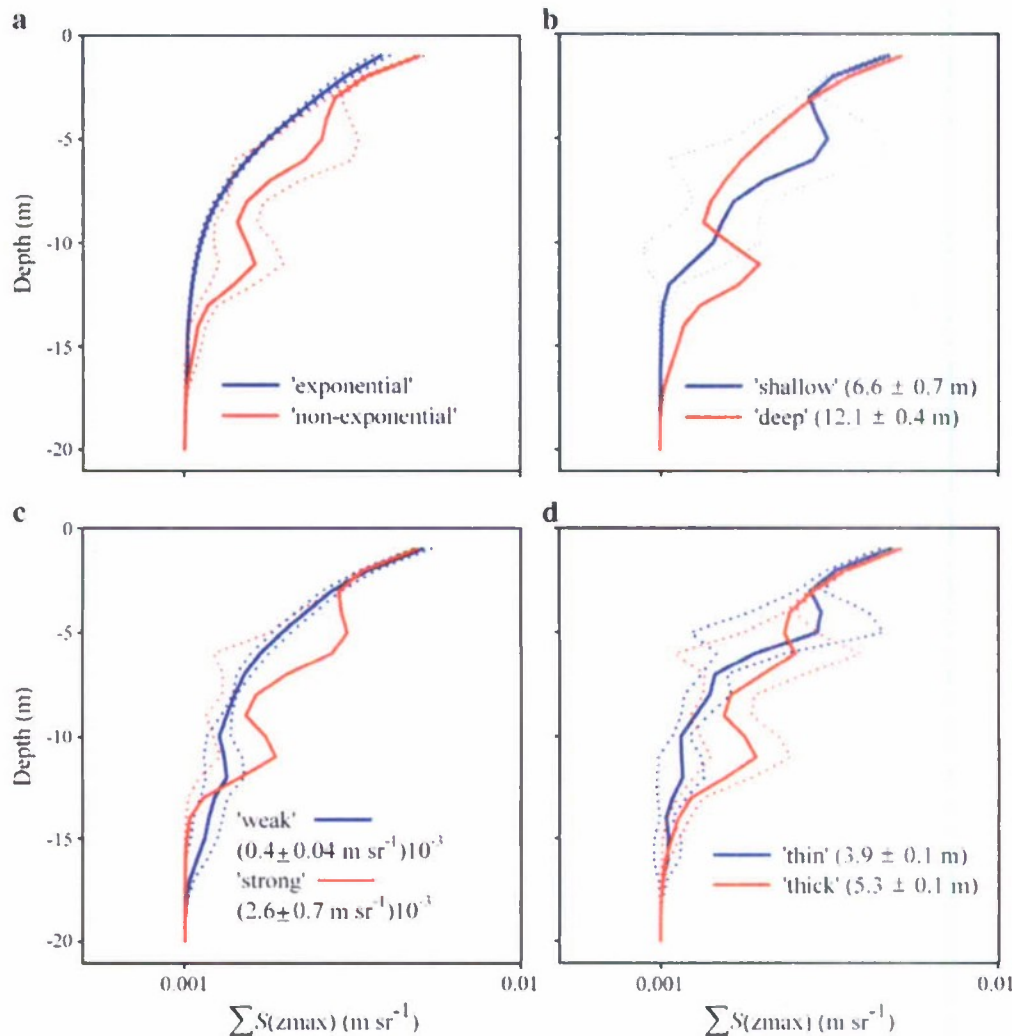 a
b
0
-5
-10
-15
-20
Depth (m)
'exponential'
'non-exponential'
'shallow' (6.6 ± 0.7 m)
'deep' (12.1 ± 0.4 m)
c
d
0
-5
-10
-15
-20
Depth (m)
'weak'
(0.4±0.04 m sr⁻¹)10⁻³
'strong'
(2.6±0.7 m sr⁻¹)10⁻³
'thin' (3.9 ± 0.1 m)
'thick' (5.3 ± 0.1 m)
0.001
0.01
0.001
0.01
∑S(zmax) (m sr⁻¹)
∑S(zmax) (m sr⁻¹)